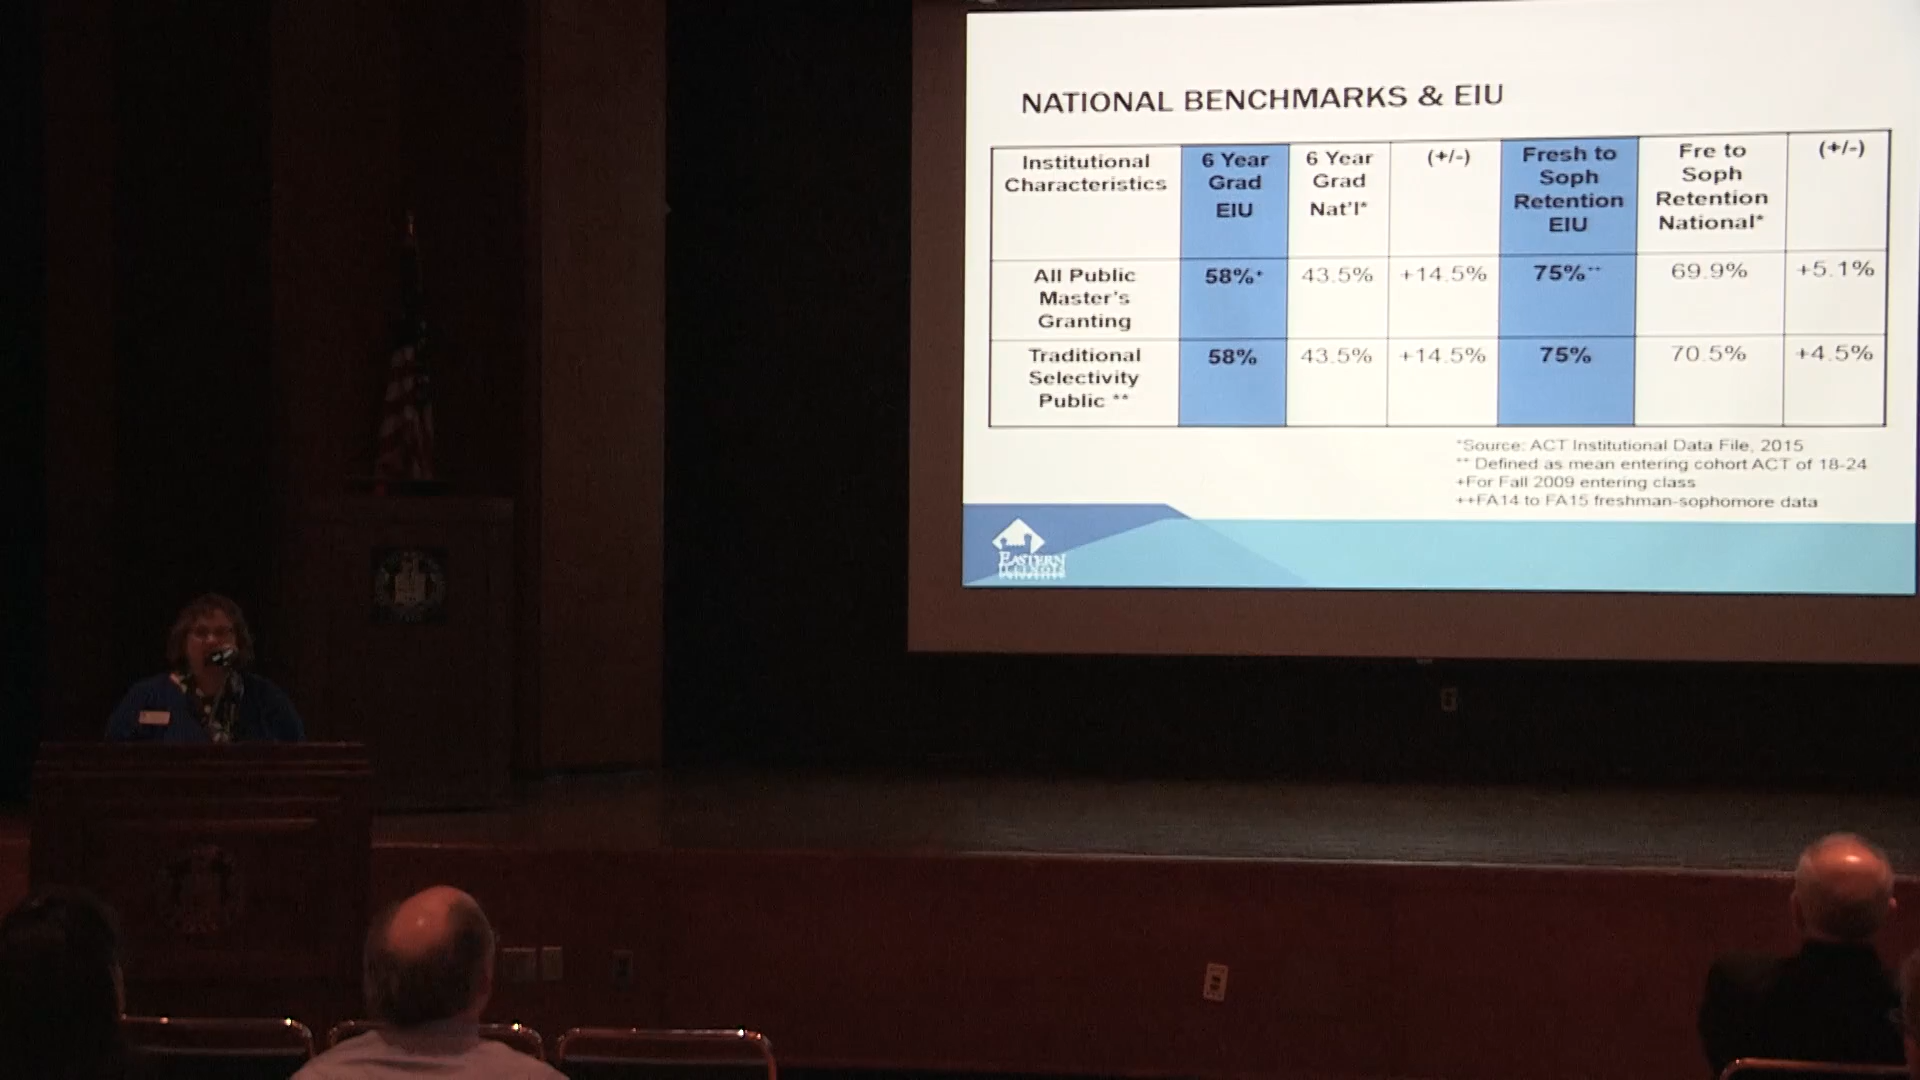 NATIONAL BENCHMARKS & EIU
Institutional
Characteristics
6 Year
Grad
EIU
6 Year
Grad
Nat'l*
(+/-)
Fresh to
Soph
Retention
EIU
Fre to
Soph
Retention
National*
(+/-)
All Public
Master's
Granting
58%+
43.5%
+14.5%
75%++
69.9%
+5.1%
Traditional
Selectivity
Public **
58%
43.5%
+14.5%
75%
70.5%
+4.5%
*Source: ACT Institutional Data File, 2015
** Defined as mean entering cohort ACT of 18-24
+For Fall 2009 entering class
++FA14 to FA15 freshman-sophomore data
EASTERN
ILLINOIS
UNIVERSITY